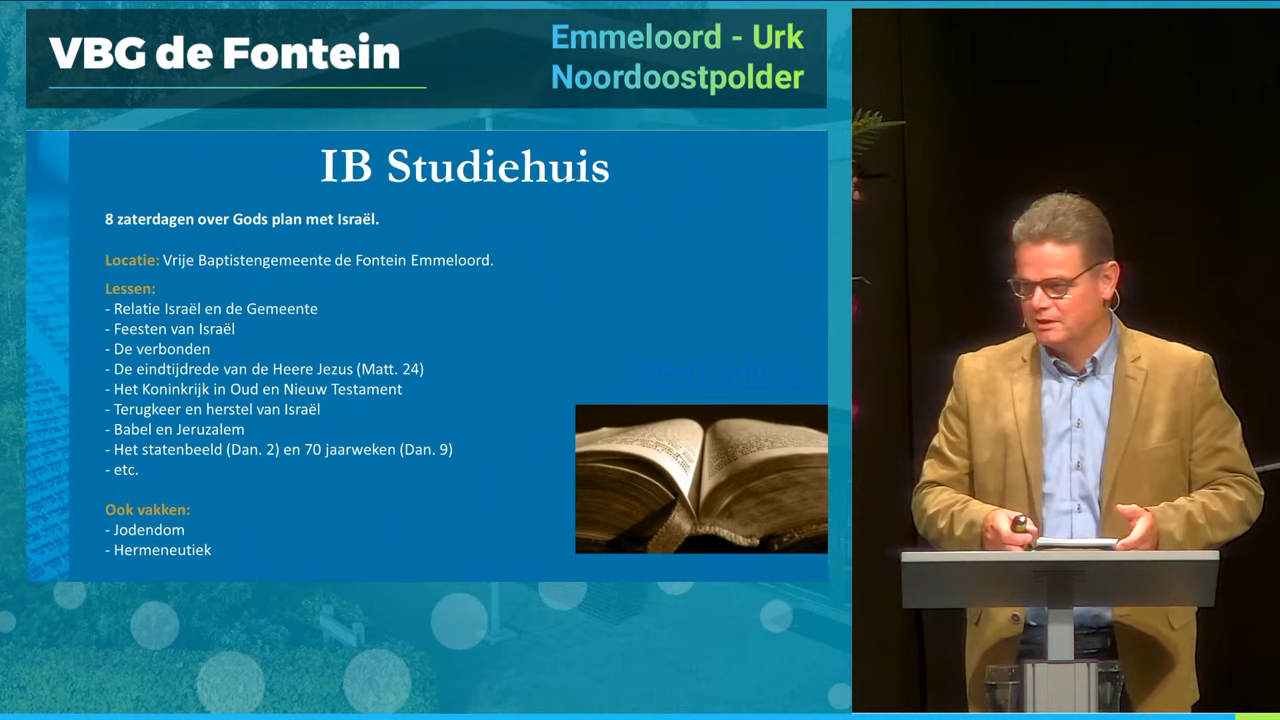 VBG de Fontein
Emmeloord - Urk
Noordoostpolder
IB Studiehuis
8 zaterdagen over Gods plan met Israël.
Locatie: Vrije Baptistengemeente de Fontein Emmeloord.
Lessen:
- Relatie Israël en de Gemeente
- Feesten van Israël
- De verbonden
- De eindtijdrede van de Heere Jezus (Matt. 24)
- Het Koninkrijk in Oud en Nieuw Testament
- Terugkeer en herstel van Israël
- Babel en Jeruzalem
- Het statenbeeld (Dan. 2) en 70 jaarweken (Dan. 9)
- etc.
Ook vakken:
- Jodendom
- Hermeneutiek